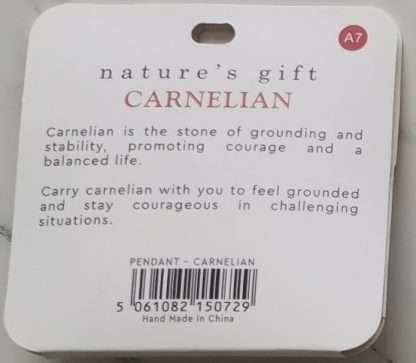 A7
nature's gift
CARNELIAN
Carnelian is the stone of grounding and
stability, promoting courage and a
balanced life.
Carry carnelian with you to feel grounded
and stay courageous in challenging
situations.
PENDANT – CARNELIAN
5 061082 150729
Hand Made In China